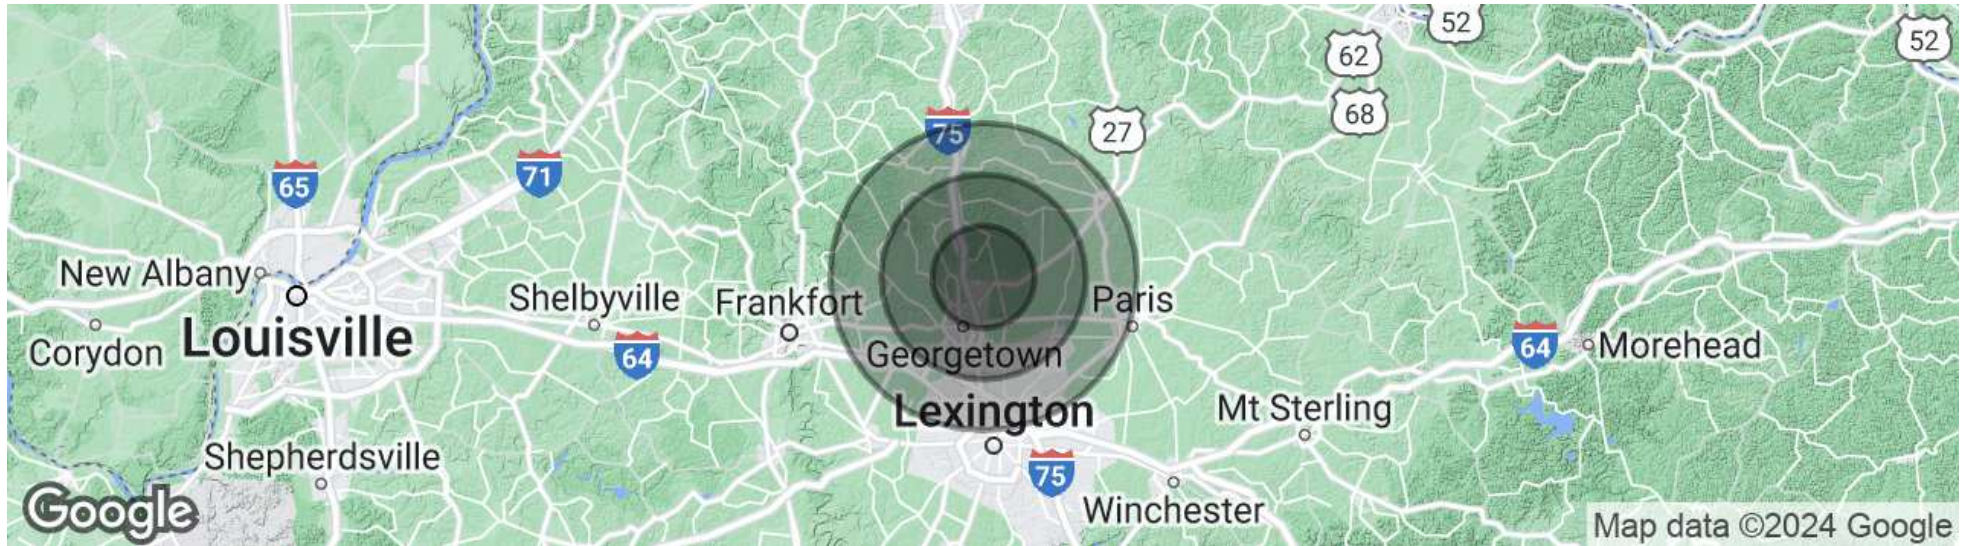 52
52
62
68
75
27
65
71
New Albany
Shelbyville
Frankfort
Paris
Corydon
Louisville
64
Georgetown
64
Morehead
Lexington
Mt Sterling
Shepherdsville
75
Winchester
Google
Map data ©2024 Google